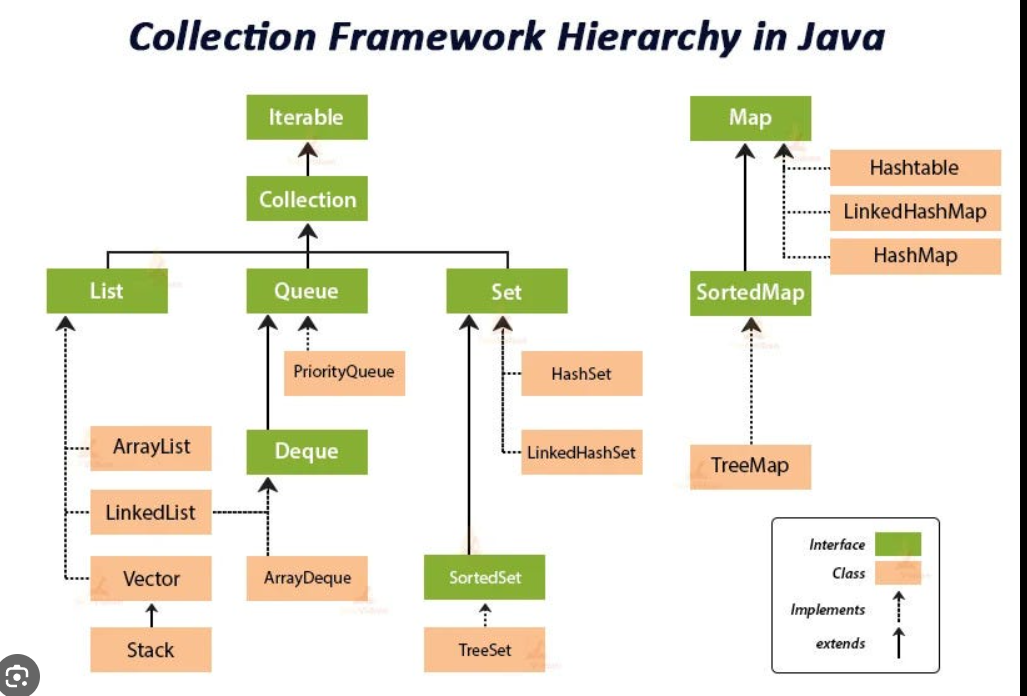 Collection Framework Hierarchy in Java
Iterable
Map
Hashtable
Collection
LinkedHashMap
HashMap
List
Queue
Set
SortedMap
PriorityQueue
HashSet
ArrayList
Deque
LinkedHashSet
TreeMap
LinkedList
Vector
ArrayDeque
SortedSet
Stack
TreeSet
Interface
Class
Implements
extends